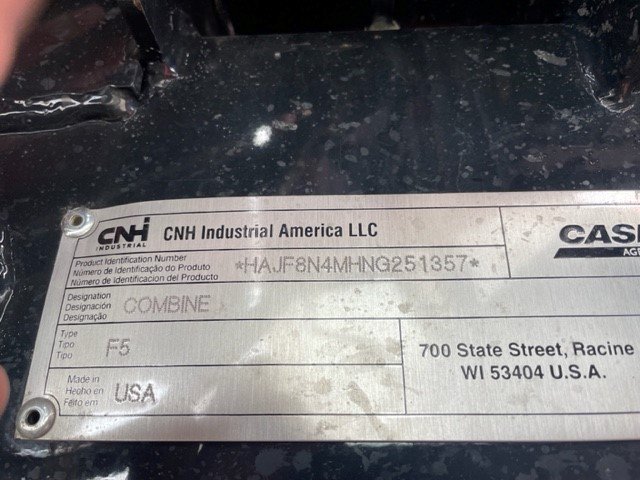 CNH
INDUSTRIAL
CNH Industrial America LLC
CASE
AG
Product Identification Number
Número de Identificação do Produto
Número de Identificacion del Producto
*HAJF8N4MHNG251357*
Designation
Designación
Designação
COMBINE
Type
Tipo
Tipo
F5
Made in
Hecho en
Feito em
USA
700 State Street, Racine
WI 53404 U.S.A.